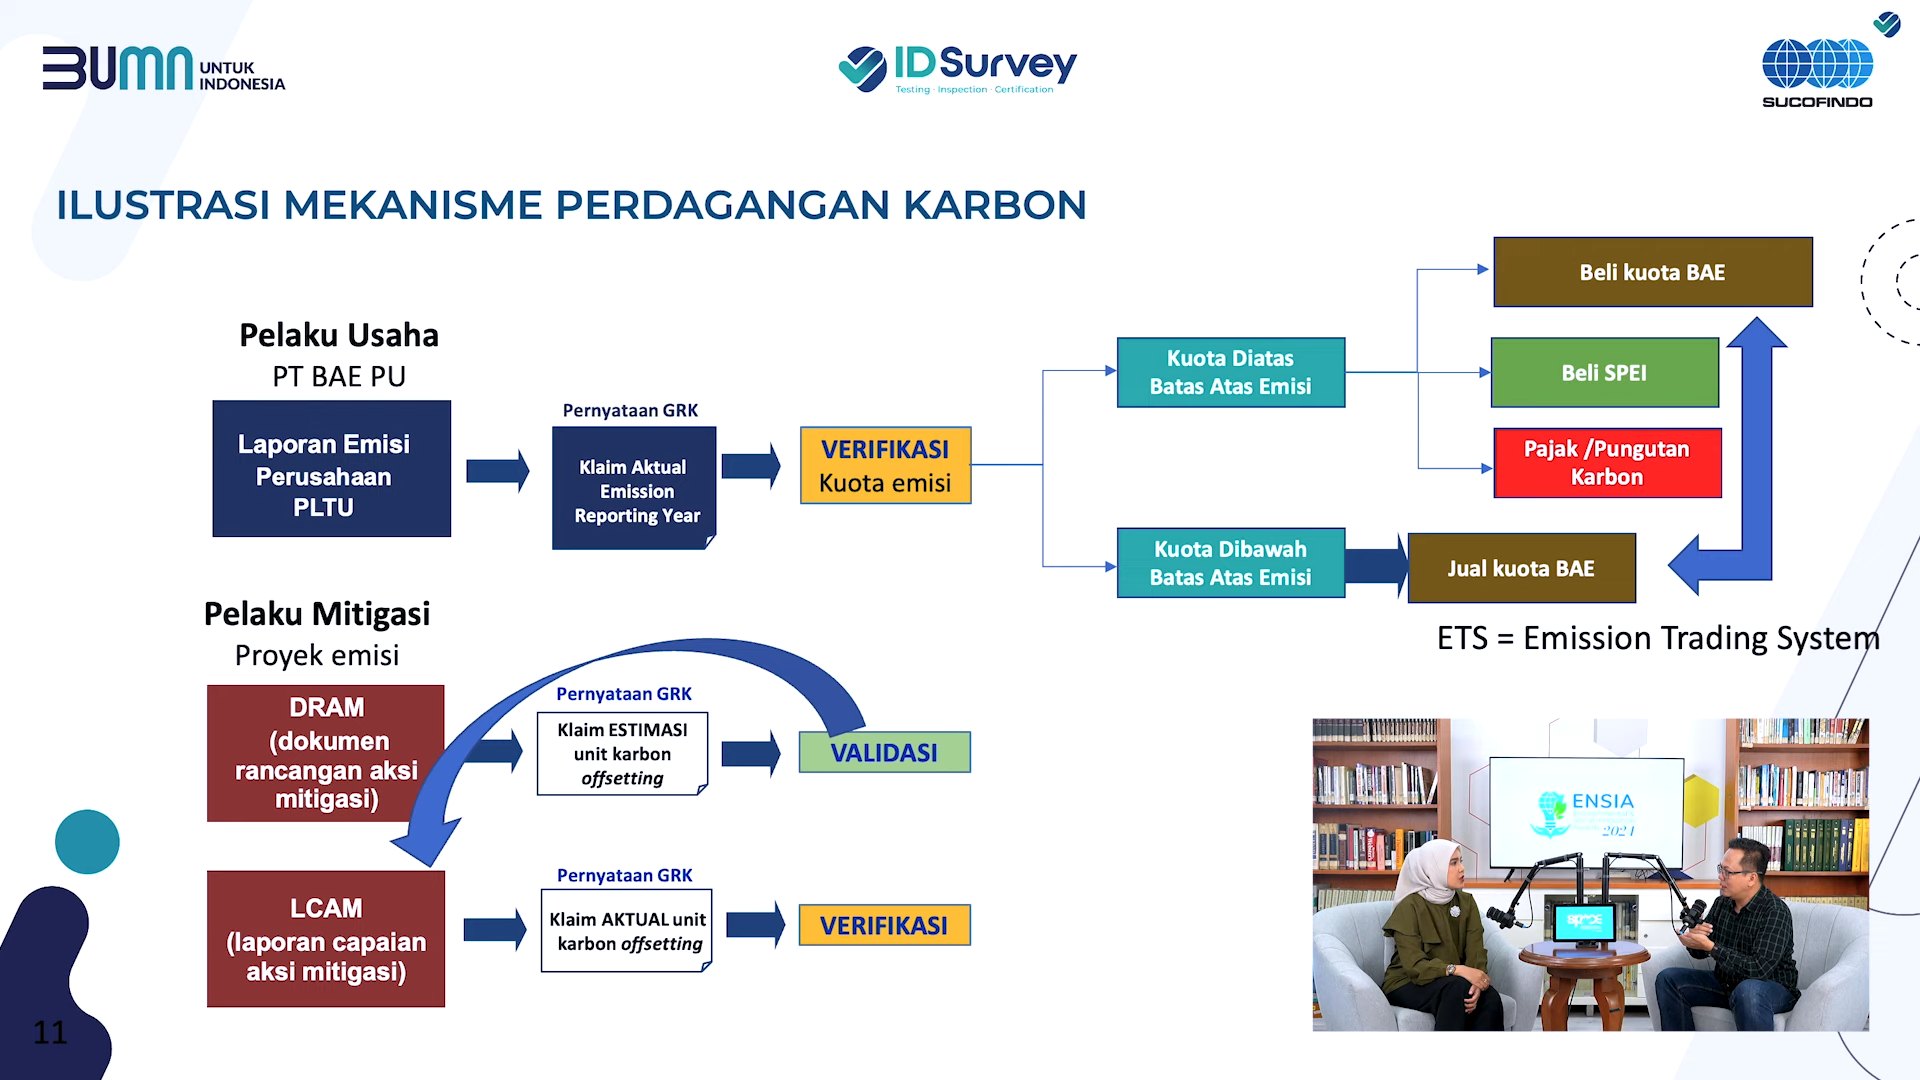 BUMN UNTUK
INDONESIA
ID Survey
Testing · Inspection · Certification
SUCOFINDO
ILUSTRASI MEKANISME PERDAGANGAN KARBON
Pelaku Usaha
PT BAE PU
Laporan Emisi
Perusahaan
PLTU
Pernyataan GRK
Klaim Aktual
Emission
Reporting Year
VERIFIKASI
Kuota emisi
Kuota Diatas
Batas Atas Emisi
Beli kuota BAE
Beli SPEI
Pajak /Pungutan
Karbon
Kuota Dibawah
Batas Atas Emisi
Jual kuota BAE
ETS = Emission Trading System
Pelaku Mitigasi
Proyek emisi
DRAM
(dokumen
rancangan aksi
mitigasi)
Pernyataan GRK
Klaim ESTIMASI
unit karbon
offsetting
VALIDASI
LCAM
(laporan capaian
aksi mitigasi)
Pernyataan GRK
Klaim AKTUAL unit
karbon offsetting
VERIFIKASI
ENSIA
2024
11